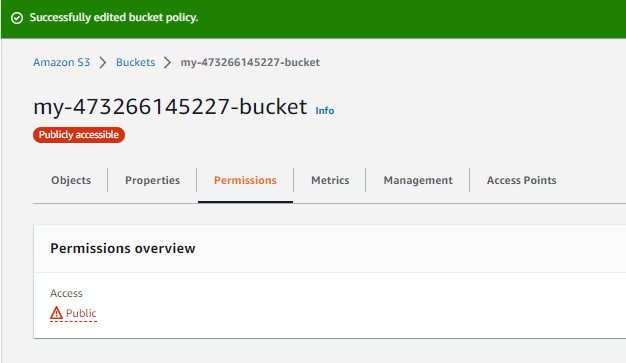 Successfully edited bucket policy.
Amazon S3 > Buckets > my-473266145227-bucket
my-473266145227-bucket Info
Publicly accessible
Objects Properties Permissions Metrics Management Access Points
Permissions overview
Access
Public